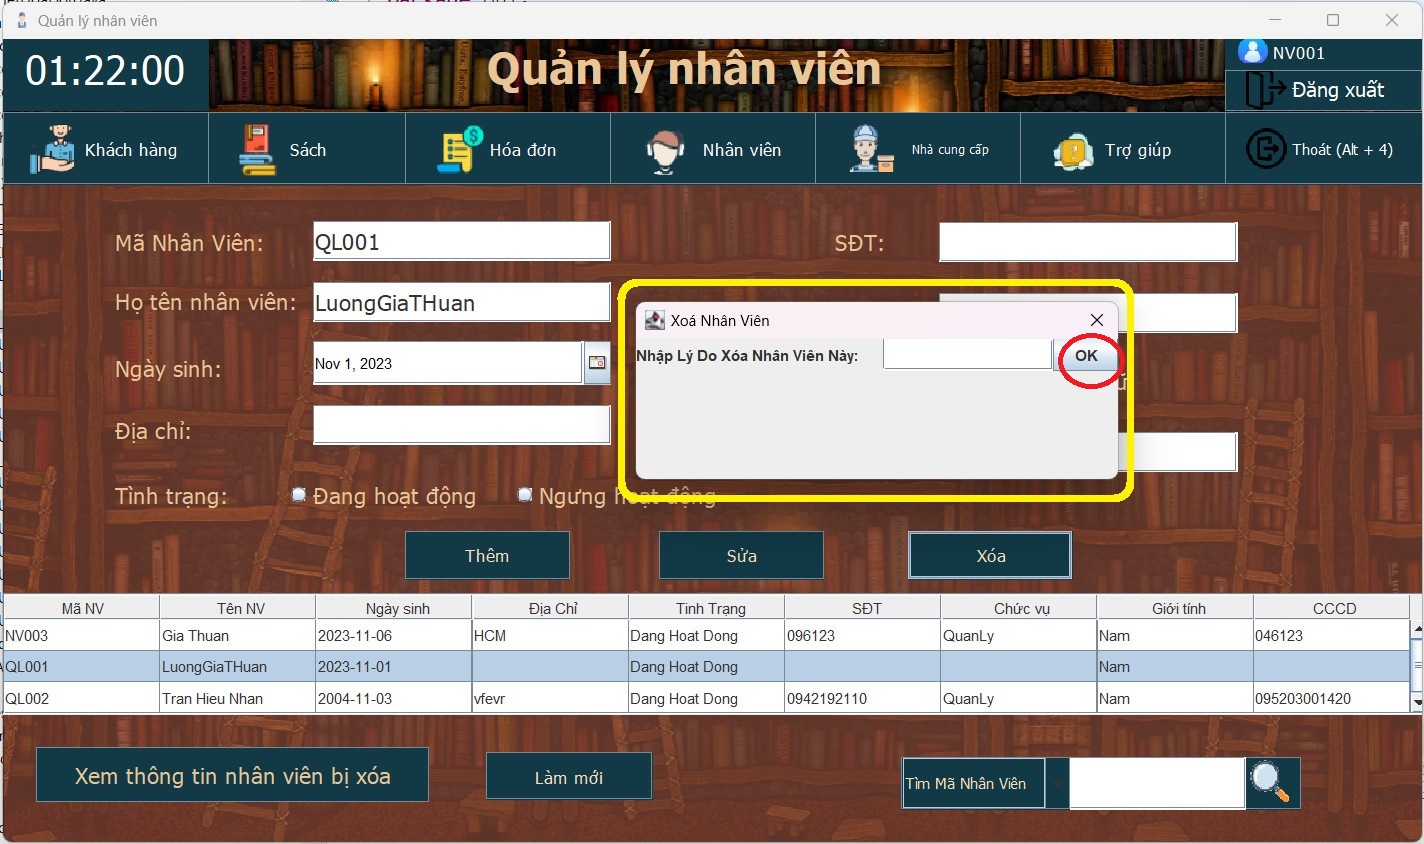 Quản lý nhân viên
01:22:00
Quản lý nhân viên
NV001
Đăng xuất
Khách hàng
Sách
Hóa đơn
Nhân viên
Nhà cung cấp
Trợ giúp
Thoát (Alt + 4)
Mã Nhân Viên:
QL001
SĐT:
Họ tên nhân viên:
LuongGiaTHuan
Ngày sinh:
Nov 1, 2023
Địa chỉ:
Tình trạng:
Đang hoạt động
Ngưng hoạt động
Xoá Nhân Viên
Nhập Lý Do Xóa Nhân Viên Này:
OK
Thêm
Sửa
Xóa
Mã NV Tên NV Ngày sinh Địa Chỉ Tinh Trạng SĐT Chức vụ Giới tính CCCD
NV003 Gia Thuan 2023-11-06 HCM Dang Hoat Dong 096123 QuanLy Nam 046123
QL001 LuongGiaTHuan 2023-11-01 Dang Hoat Dong Nam
QL002 Tran Hieu Nhan 2004-11-03 vfevr Dang Hoat Dong 0942192110 QuanLy Nam 095203001420
Xem thông tin nhân viên bị xóa
Làm mới
Tìm Mã Nhân Viên